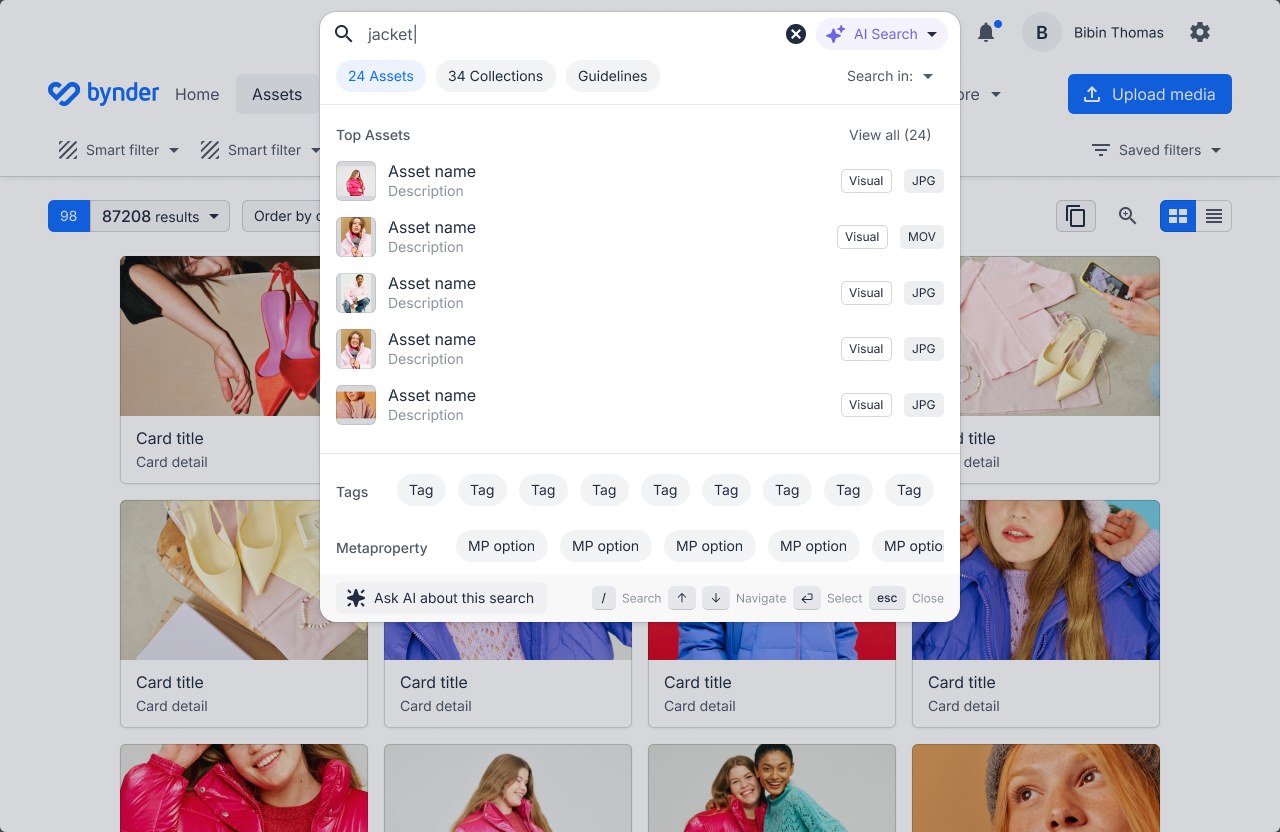 jacket
AI Search
B
Bibin Thomas
24 Assets
34 Collections
Guidelines
Search in:
bynder
Home
Assets
ore
Upload media
Top Assets
View all (24)
Smart filter
Smart filter
Saved filters
Asset name
Description
Visual
JPG
98
87208 results
Order by
Asset name
Description
Visual
MOV
Asset name
Description
Visual
JPG
Asset name
Description
Visual
JPG
Asset name
Description
Visual
JPG
Card title
Card detail
d title
detail
Tags
Tag
Tag
Tag
Tag
Tag
Tag
Tag
Tag
Tag
Metaproperty
MP option
MP option
MP option
MP option
MP optio
Ask AI about this search
/
Search
↑
↓
Navigate
Select
esc
Close
Card title
Card detail
Card title
Card detail
Card title
Card detail
Card title
Card detail